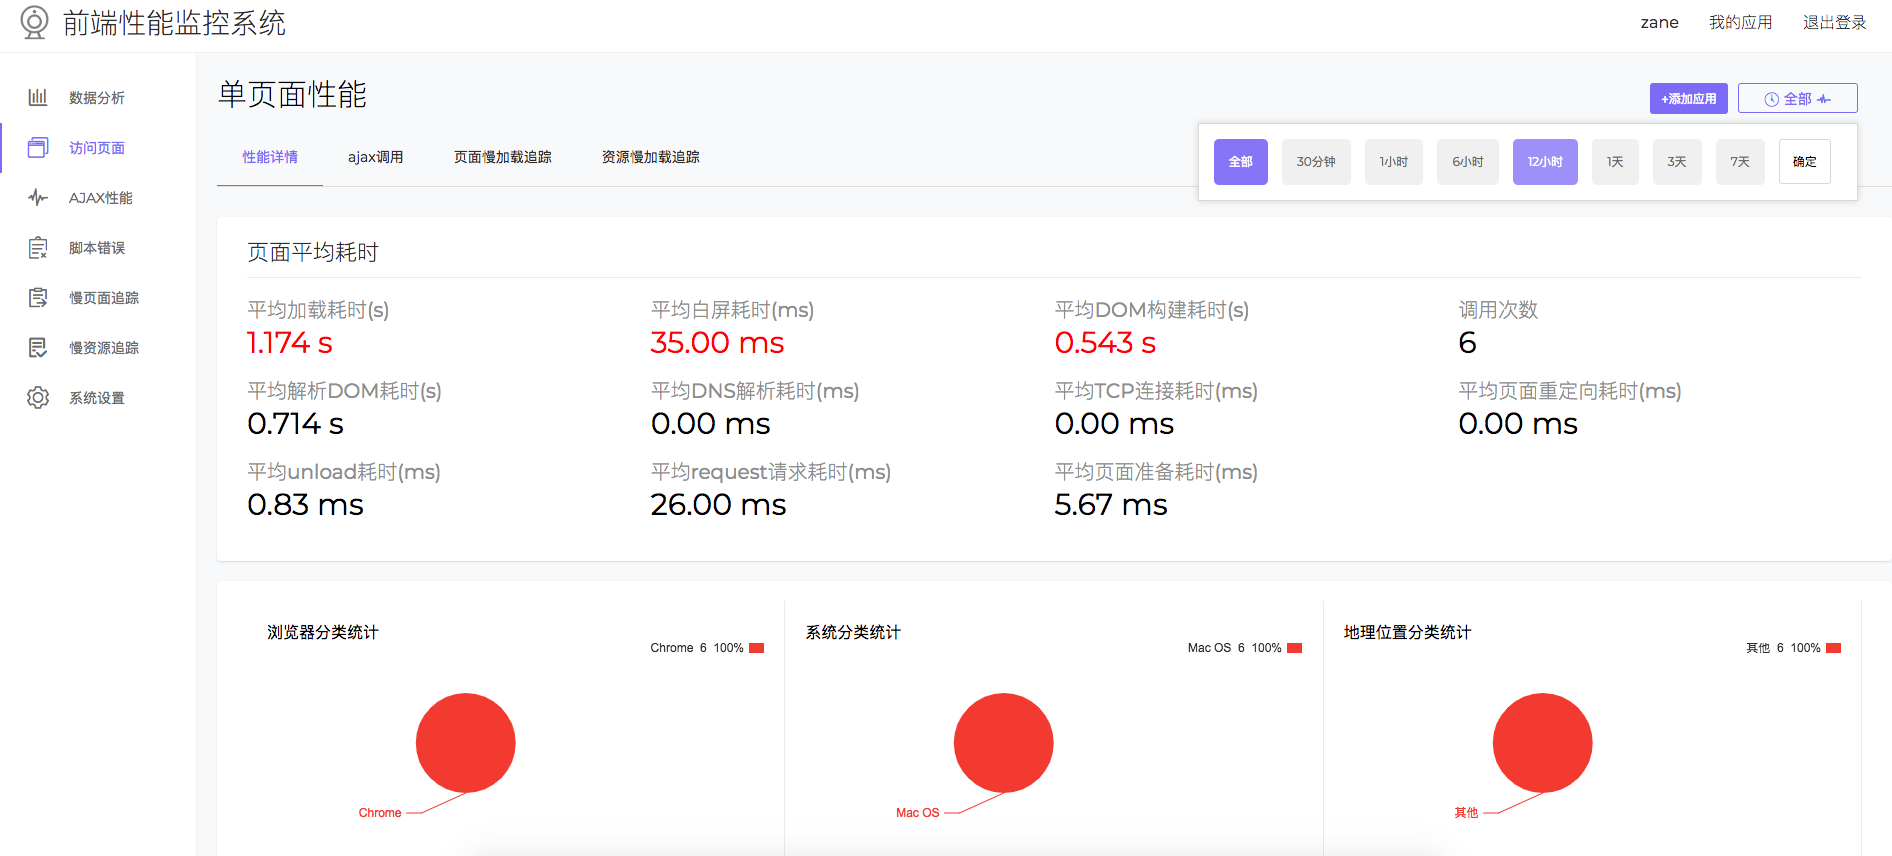 前端性能监控系统
zane 我的应用 退出登录
数据分析
访问页面
AJAX性能
脚本错误
慢页面追踪
慢资源追踪
系统设置
单页面性能
+添加应用 全部
性能详情 ajax调用 页面慢加载追踪 资源慢加载追踪
全部 30分钟 1小时 6小时 12小时 1天 3天 7天 确定
页面平均耗时
平均加载耗时(s) 平均白屏耗时(ms) 平均DOM构建耗时(s) 调用次数
1.174 s 35.00 ms 0.543 s 6
平均解析DOM耗时(s) 平均DNS解析耗时(ms) 平均TCP连接耗时(ms) 平均页面重定向耗时(ms)
0.714 s 0.00 ms 0.00 ms 0.00 ms
平均unload耗时(ms) 平均request请求耗时(ms) 平均页面准备耗时(ms)
0.83 ms 26.00 ms 5.67 ms
浏览器分类统计 系统分类统计 地理位置分类统计
Chrome 6 100% Mac OS 6 100% 其他 6 100%
Chrome Mac OS 其他